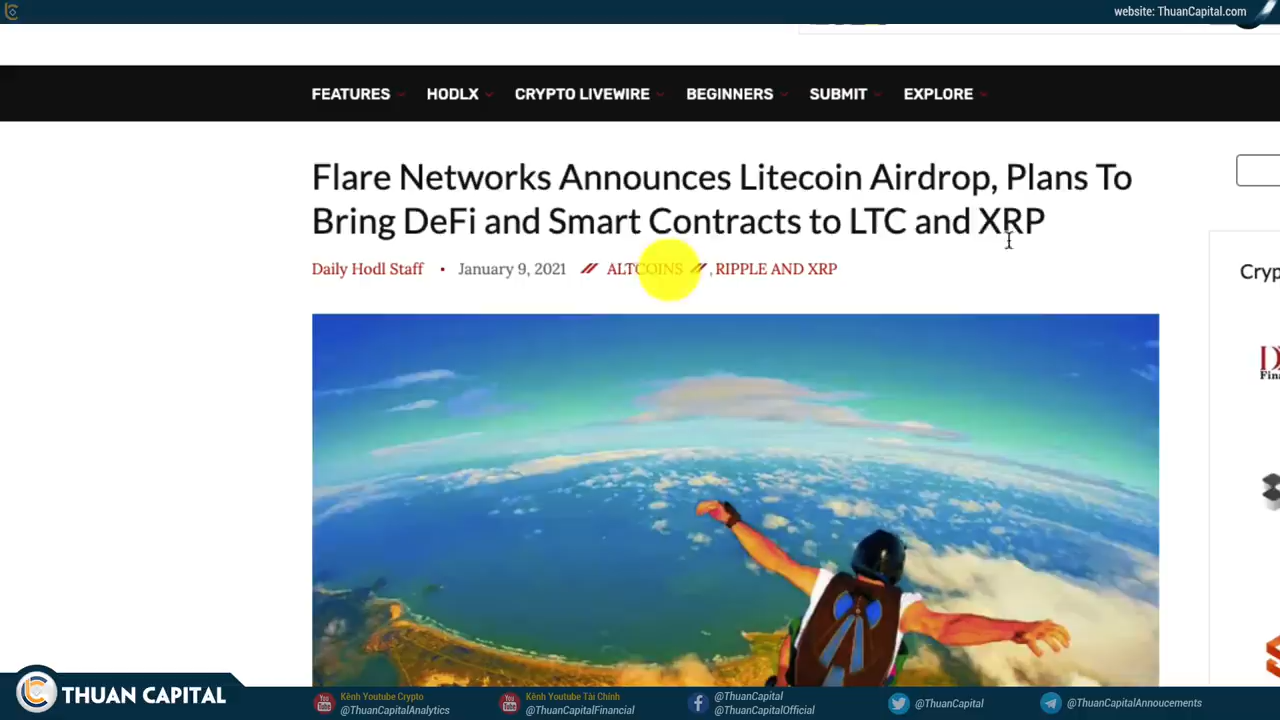 website: ThuanCapital.com
FEATURES HODLX CRYPTO LIVEWIRE BEGINNERS SUBMIT EXPLORE
Flare Networks Announces Litecoin Airdrop, Plans To
Bring DeFi and Smart Contracts to LTC and XRP
Daily Hodl Staff • January 9, 2021 // ALTCOINS // , RIPPLE AND XRP
Cryp
Fina
THUAN CAPITAL
Kênh Youtube Crypto
@ThuanCapitalAnalytics
Kênh Youtube Tài Chính
@ThuanCapitalFinancial
@ThuanCapital
@ThuanCapitalOfficial
@ThuanCapital
@ThuanCapitalAnnoucements